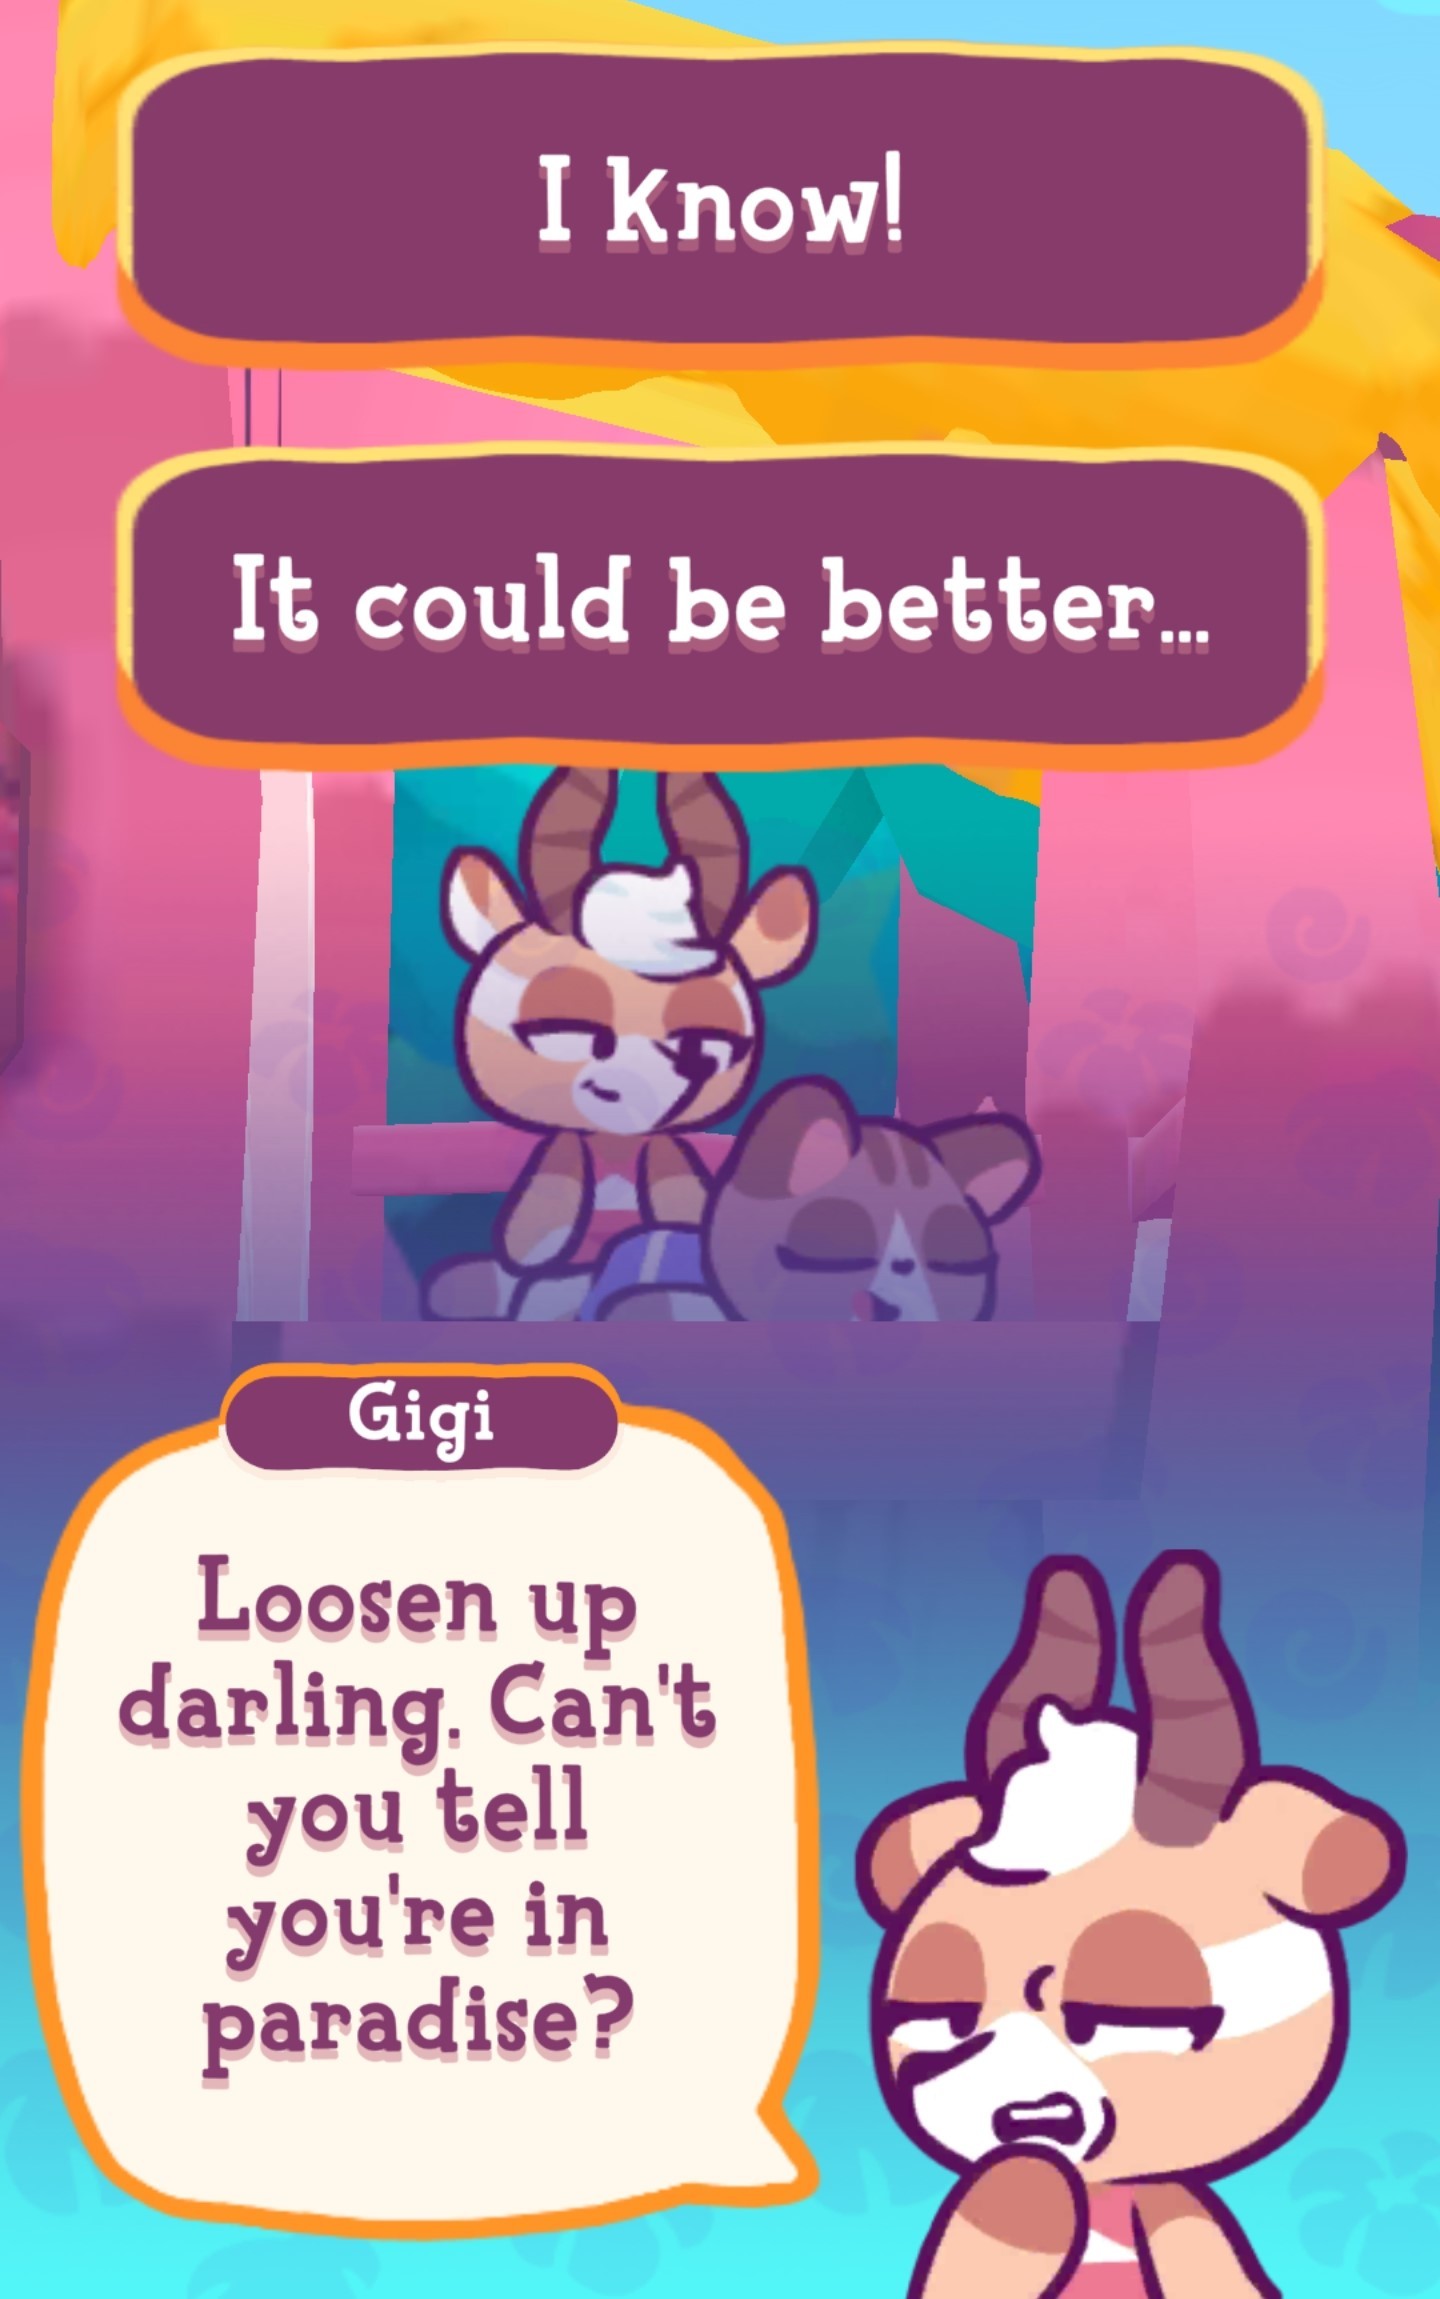 I know!
It could be better...
Gigi
Loosen up
darling. Can't
you tell
you're in
paradise?